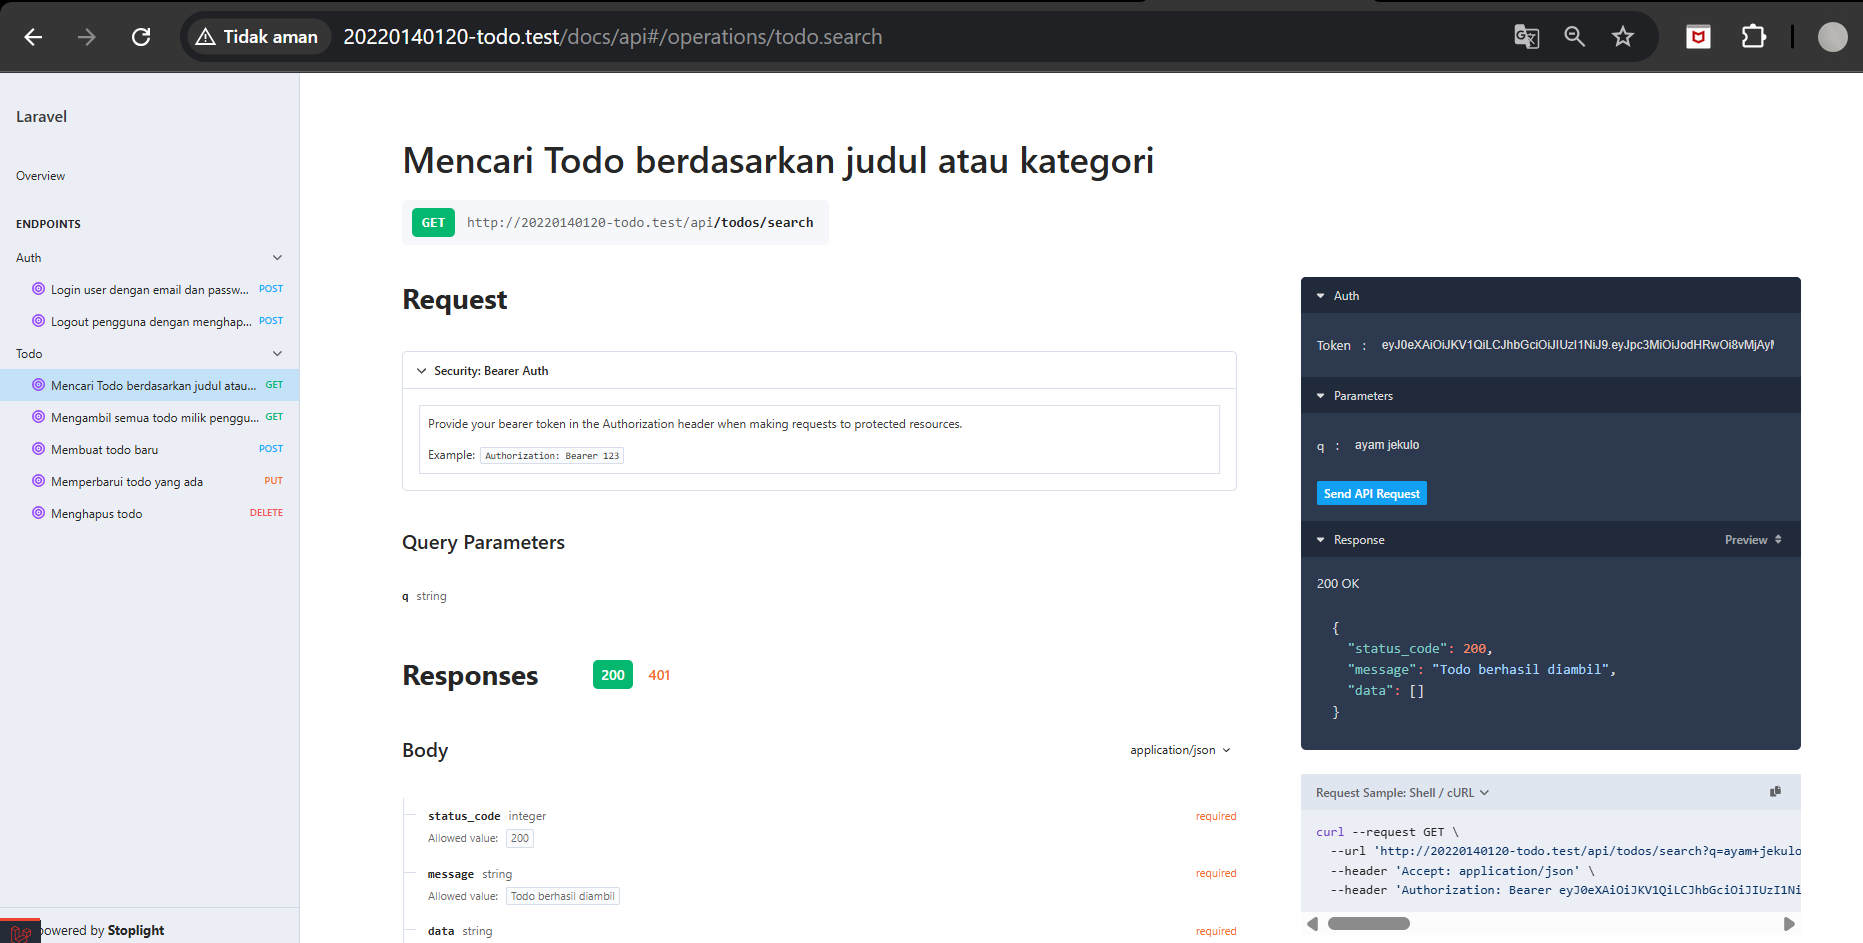 Tidak aman
20220140120-todo.test/docs/api#/operations/todo.search
Laravel
Overview
ENDPOINTS
Auth
Login user dengan email dan passw... POST
Logout pengguna dengan menghap... POST
Todo
Mencari Todo berdasarkan judul atau... GET
Mengambil semua todo milik penggu... GET
Membuat todo baru POST
Memperbarui todo yang ada PUT
Menghapus todo DELETE
powered by Stoplight
Mencari Todo berdasarkan judul atau kategori
GET http://20220140120-todo.test/api/todos/search
Request
Security: Bearer Auth
Provide your bearer token in the Authorization header when making requests to protected resources.
Example: Authorization: Bearer 123
Query Parameters
q string
Responses 200 401
Body application/json
status_code integer required
Allowed value: 200
message string required
Allowed value: Todo berhasil diambil
data string required
Auth
Token : eyJ0eXAiOiJKV1QiLCJhbGciOiJIUzI1NiJ9.eyJpc3MiOiJodHRwOi8vMjAyM
Parameters
q : ayam jekulo
Send API Request
Response Preview
200 OK
{
"status_code": 200,
"message": "Todo berhasil diambil",
"data": []
}
Request Sample: Shell / cURL
curl --request GET \
--url 'http://20220140120-todo.test/api/todos/search?q=ayam+jekulo
--header 'Accept: application/json' \
--header 'Authorization: Bearer eyJ0eXAiOiJKV1QiLCJhbGciOiJIUzI1Ni